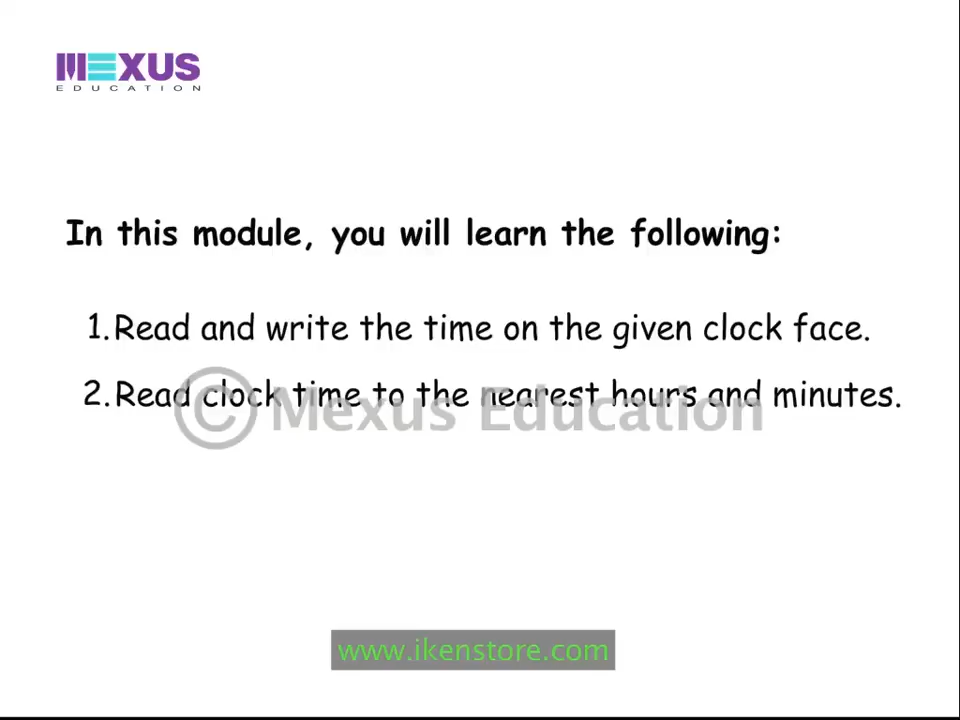 MEXUS
EDUCATION
In this module, you will learn the following:
1. Read and write the time on the given clock face.
2. Read clock time to the nearest hours and minutes.
© Mexus Education
www.ikenstore.com